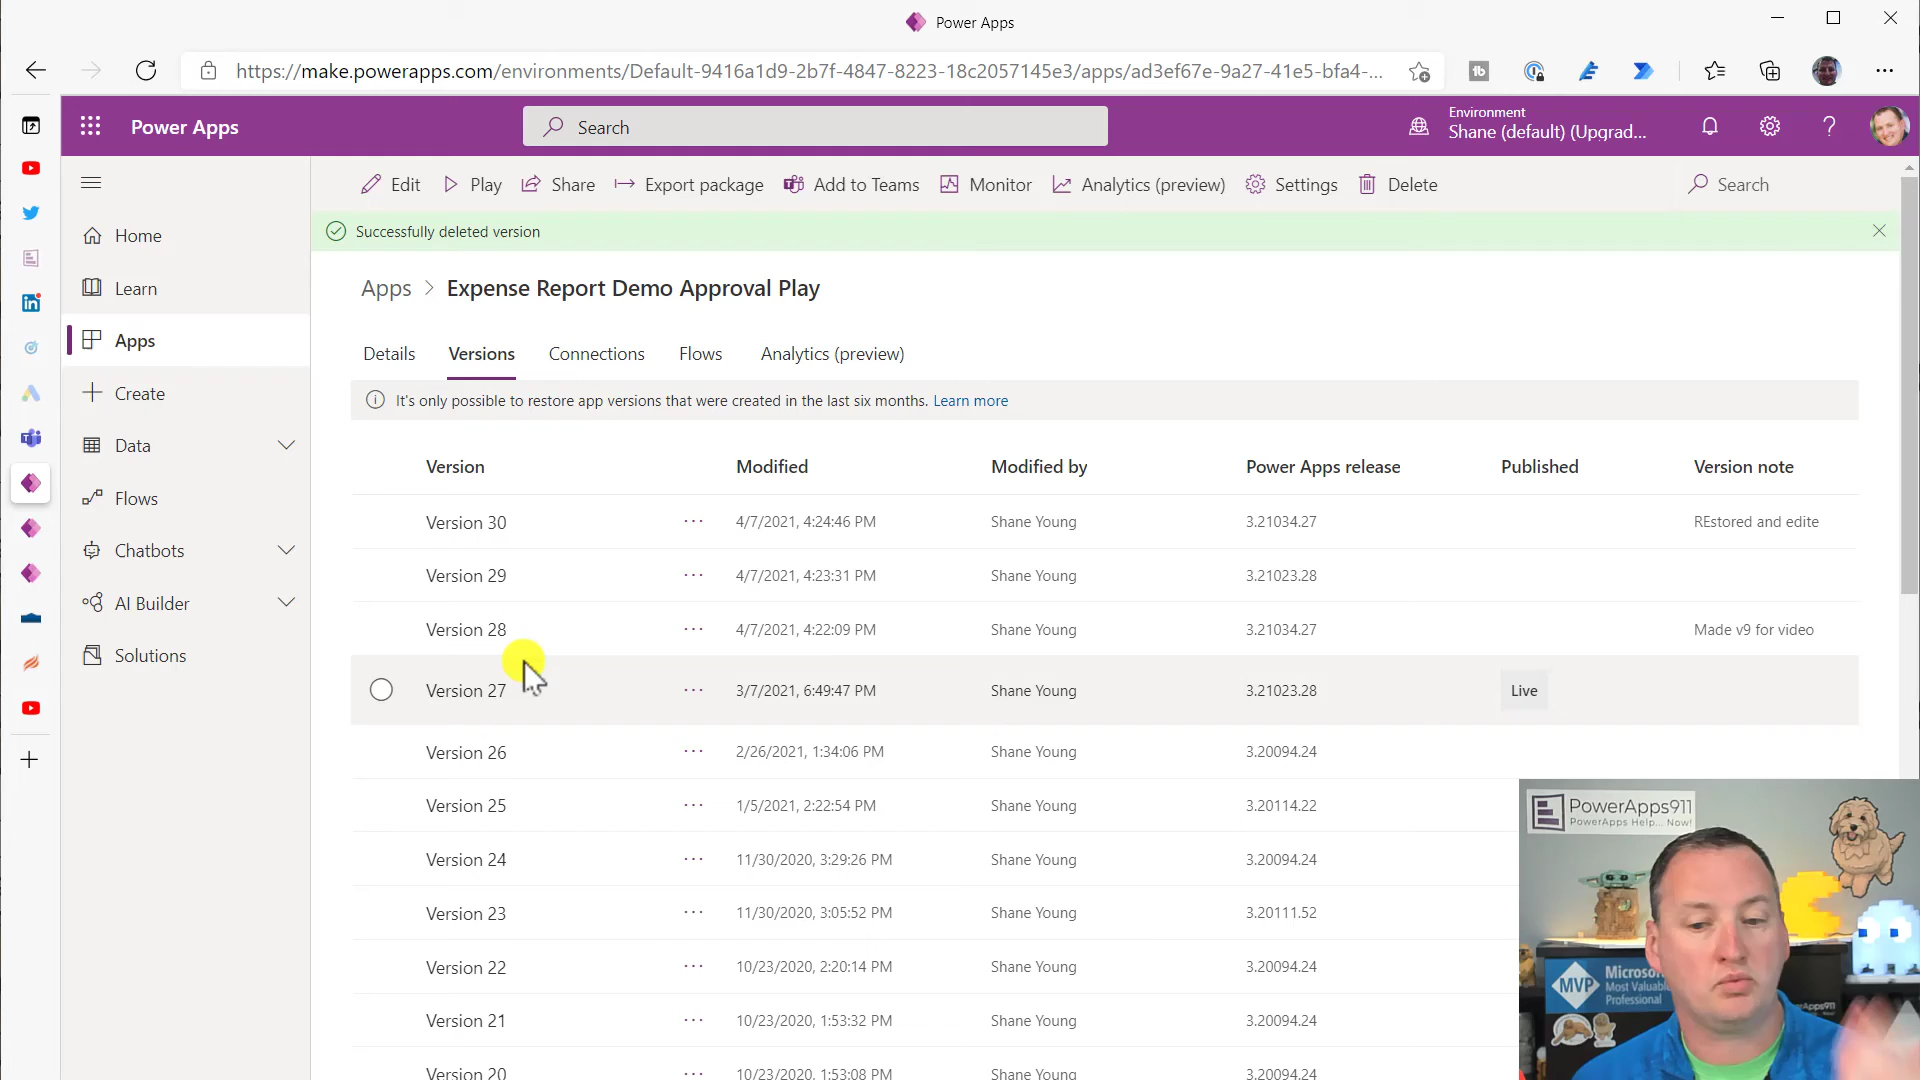 Power Apps
https://make.powerapps.com/environments/Default-9416a1d9-2b7f-4847-8223-18c2057145e3/apps/ad3ef67e-9a27-41e5-bfa4-...
Power Apps
Search
Environment
Shane (default) (Upgrad...
Edit
Play
Share
Export package
Add to Teams
Monitor
Analytics (preview)
Settings
Delete
Search
Successfully deleted version
Home
Learn
Apps
Create
Data
Flows
Chatbots
AI Builder
Solutions
Apps > Expense Report Demo Approval Play
Details Versions Connections Flows Analytics (preview)
It's only possible to restore app versions that were created in the last six months. Learn more
Version Modified Modified by Power Apps release Published Version note
Version 30 ... 4/7/2021, 4:24:46 PM Shane Young 3.21034.27 REstored and edite
Version 29 ... 4/7/2021, 4:23:31 PM Shane Young 3.21023.28
Version 28 ... 4/7/2021, 4:22:09 PM Shane Young 3.21034.27 Made v9 for video
Version 27 ... 3/7/2021, 6:49:47 PM Shane Young 3.21023.28 Live
Version 26 ... 2/26/2021, 1:34:06 PM Shane Young 3.20094.24
Version 25 ... 1/5/2021, 2:22:54 PM Shane Young 3.20114.22
Version 24 ... 11/30/2020, 3:29:26 PM Shane Young 3.20094.24
Version 23 ... 11/30/2020, 3:05:52 PM Shane Young 3.20111.52
Version 22 ... 10/23/2020, 2:20:14 PM Shane Young 3.20094.24
Version 21 ... 10/23/2020, 1:53:32 PM Shane Young 3.20094.24
Version 20 ... 10/23/2020, 1:53:08 PM Shane Young 3.20094.24
PowerApps911
PowerApps Help... Now!
MVP
Microsof
Most Valuable
Professional